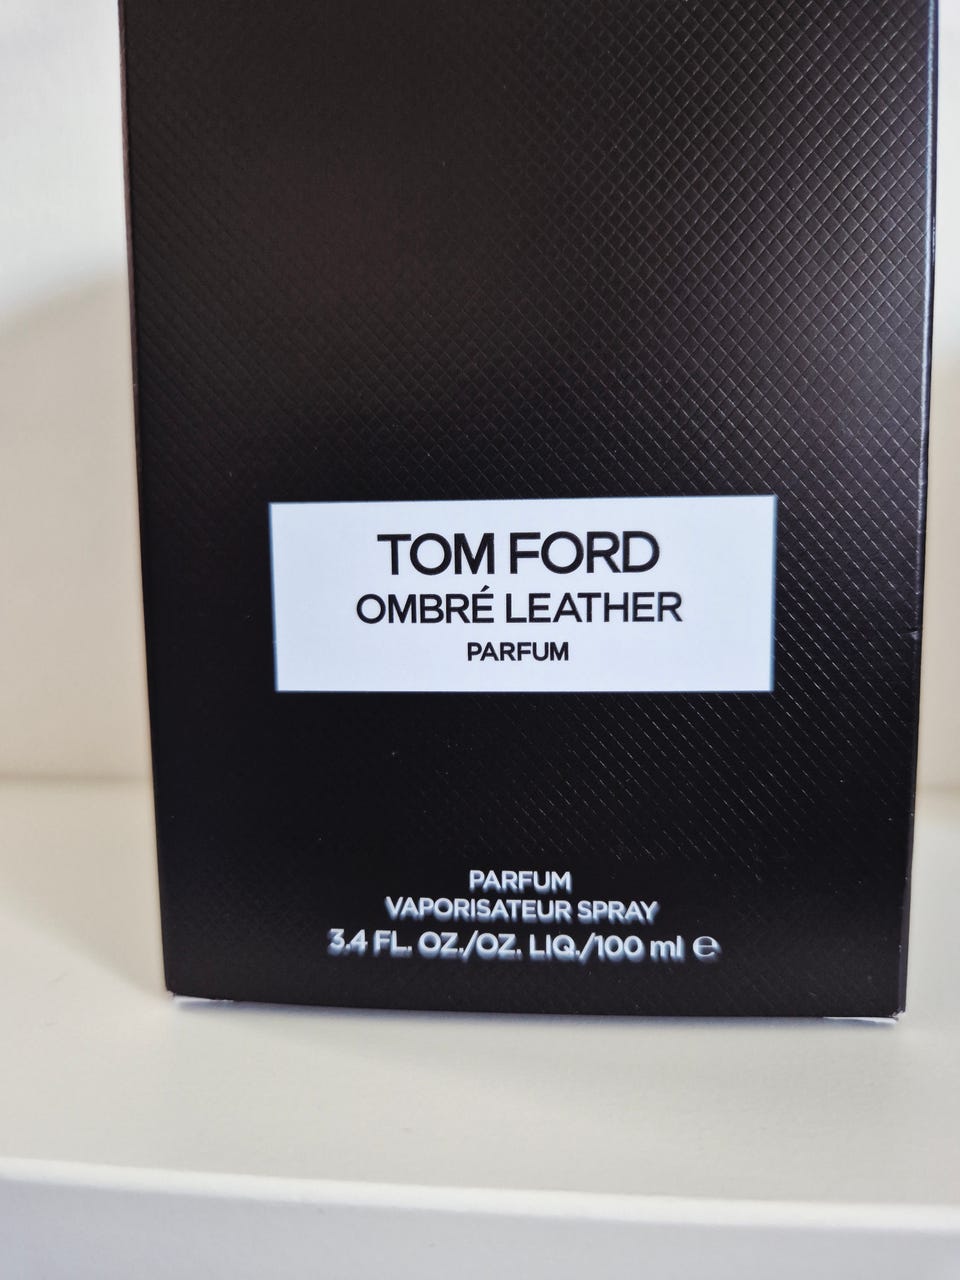 TOM FORD
OMBRÉ LEATHER
PARFUM
PARFUM
VAPORISATEUR SPRAY
3.4 FL. OZ./OZ. LIQ./100 ml ℮